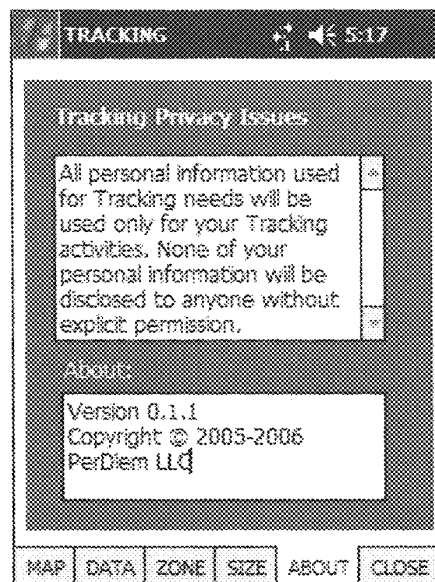 TRACKING 5:17
Tracking Privacy Issues
All personal information used
for Tracking needs will be
used only for your Tracking
activities. None of your
personal information will be
disclosed to anyone without
explicit permission.
About:
Version 0.1.1
Copyright © 2005-2006
PerDiem LLC
MAP DATA ZONE SIZE ABOUT CLOSE